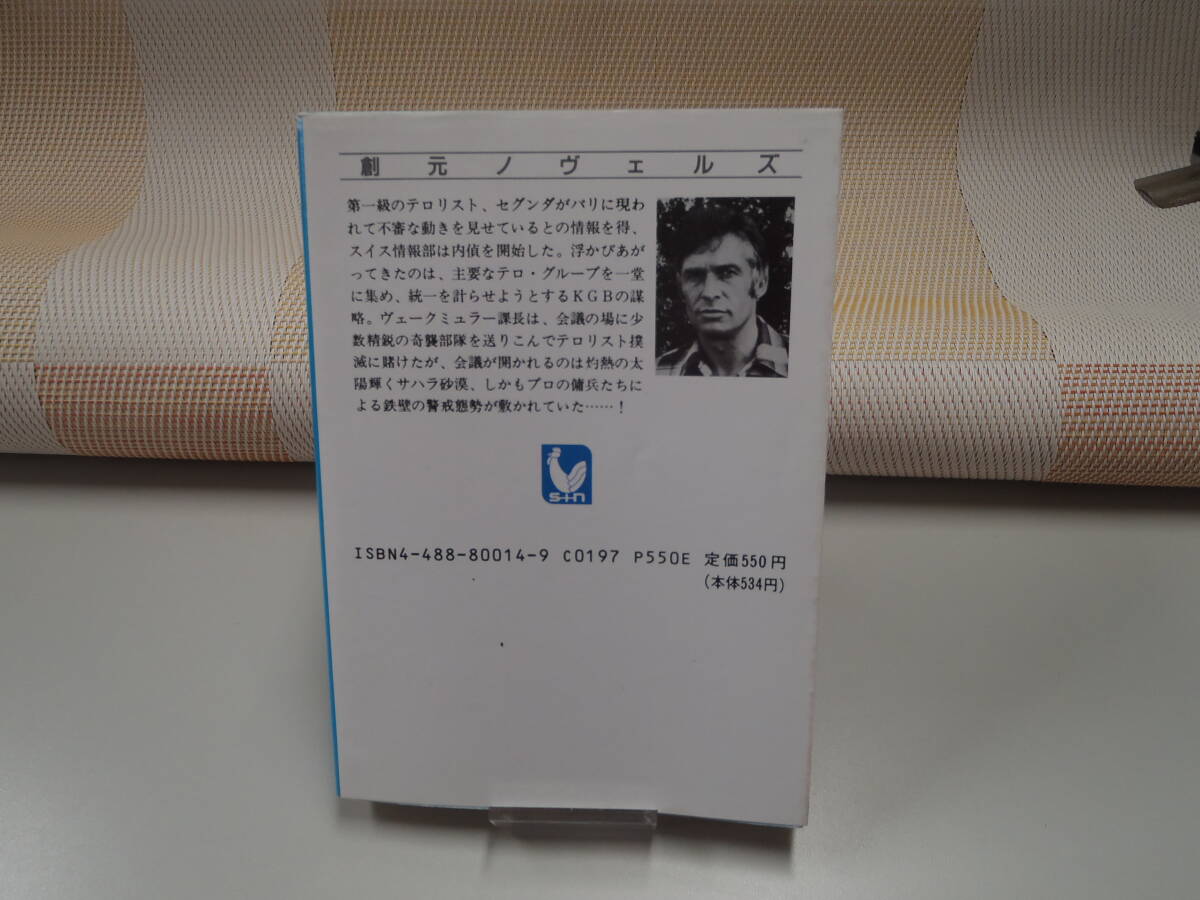 創元ノヴェルズ
第一級のテロリスト、セグンダがパリに現わ
れて不審な動きを見せているとの情報を得、
スイス情報部は内偵を開始した。浮かびあが
ってきたのは、主要なテロ・グループを一堂
に集め、統一を計らせようとするKGBの謀
略。ヴェークミュラー課長は、会議の場に少
数精鋭の奇襲部隊を送りこんでテロリスト撲
滅に賭けたが、会議が開かれるのは灼熱の太
陽輝くサハラ砂漠、しかもプロの傭兵たちに
よる鉄壁の警戒態勢が敷かれていた……！
s+n
ISBN4-488-80014-9 C0197 P550E 定価550円
(本体534円)